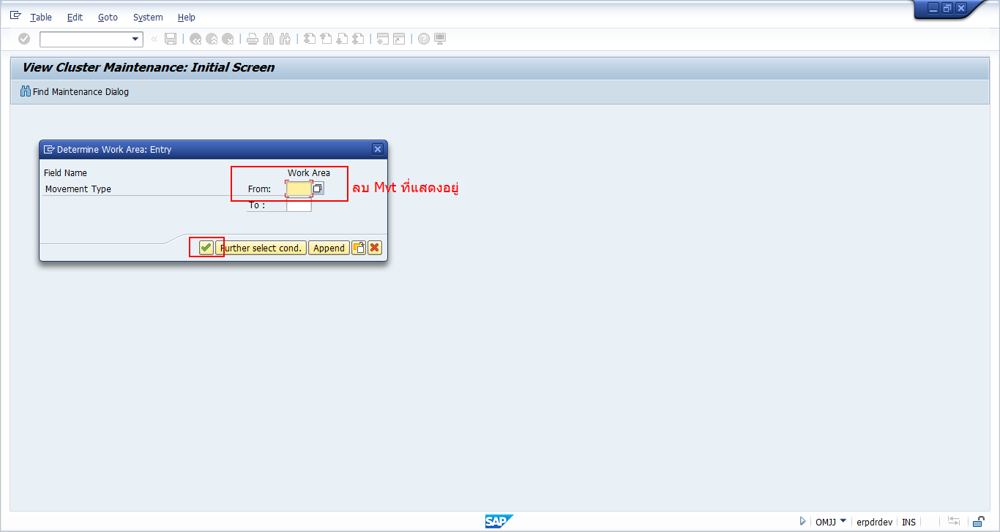 Table Edit Goto System Help
View Cluster Maintenance: Initial Screen
Find Maintenance Dialog
Determine Work Area: Entry
Field Name Work Area
Movement Type From:
ลบ Mvt ที่แสดงอยู่
To :
Further select cond. Append
SAP
OMJJ erpdrdev INS